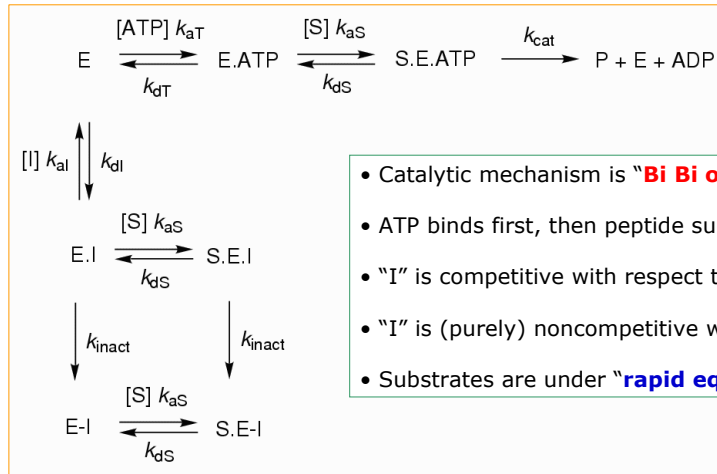 [ATP] kaT [S] kaS kcat
E E.ATP S.E.ATP P + E + ADP
kdT kdS
[I] kaI kdI
• Catalytic mechanism is “Bi Bi
• ATP binds first, then peptide
• “I” is competitive with respect
• “I” is (purely) noncompetitive
• Substrates are under “rapid
[S] kaS
E.I S.E.I
kdS
kinact kinact
[S] kaS
E-I S.E-I
kdS